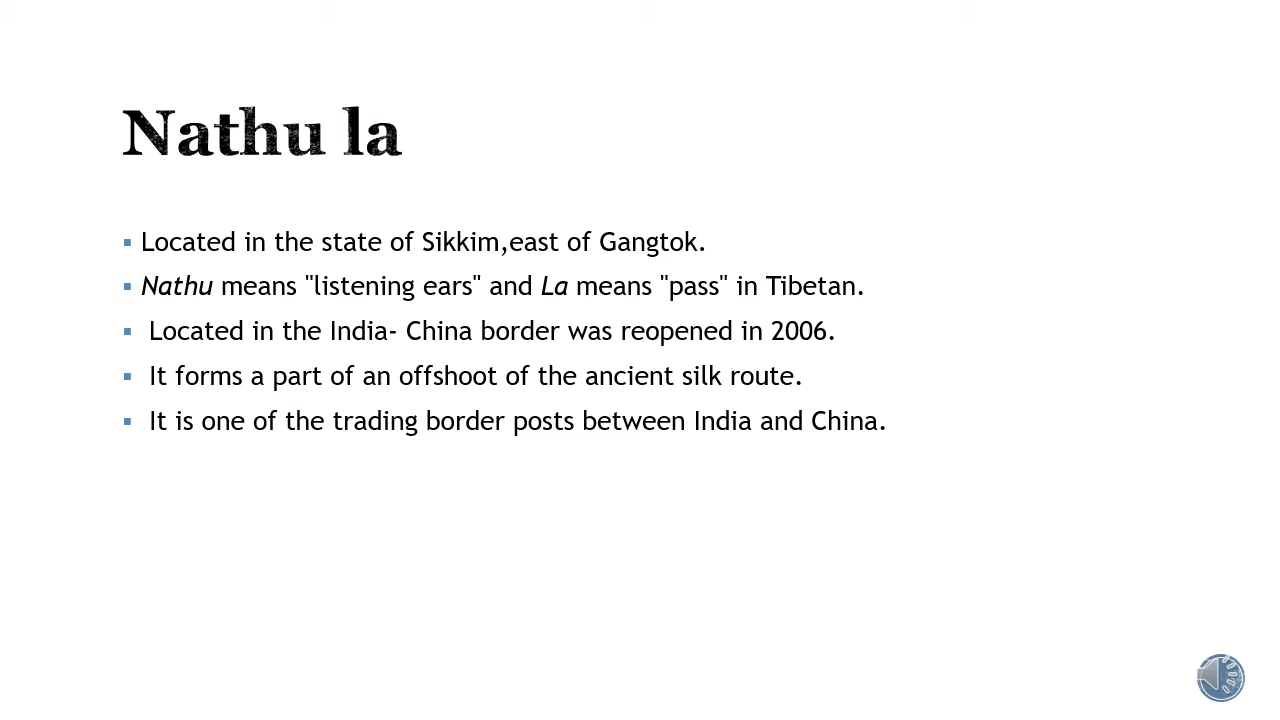 Nathu la
▪ Located in the state of Sikkim,east of Gangtok.
▪ Nathu means "listening ears" and La means "pass" in Tibetan.
▪ Located in the India- China border was reopened in 2006.
▪ It forms a part of an offshoot of the ancient silk route.
▪ It is one of the trading border posts between India and China.